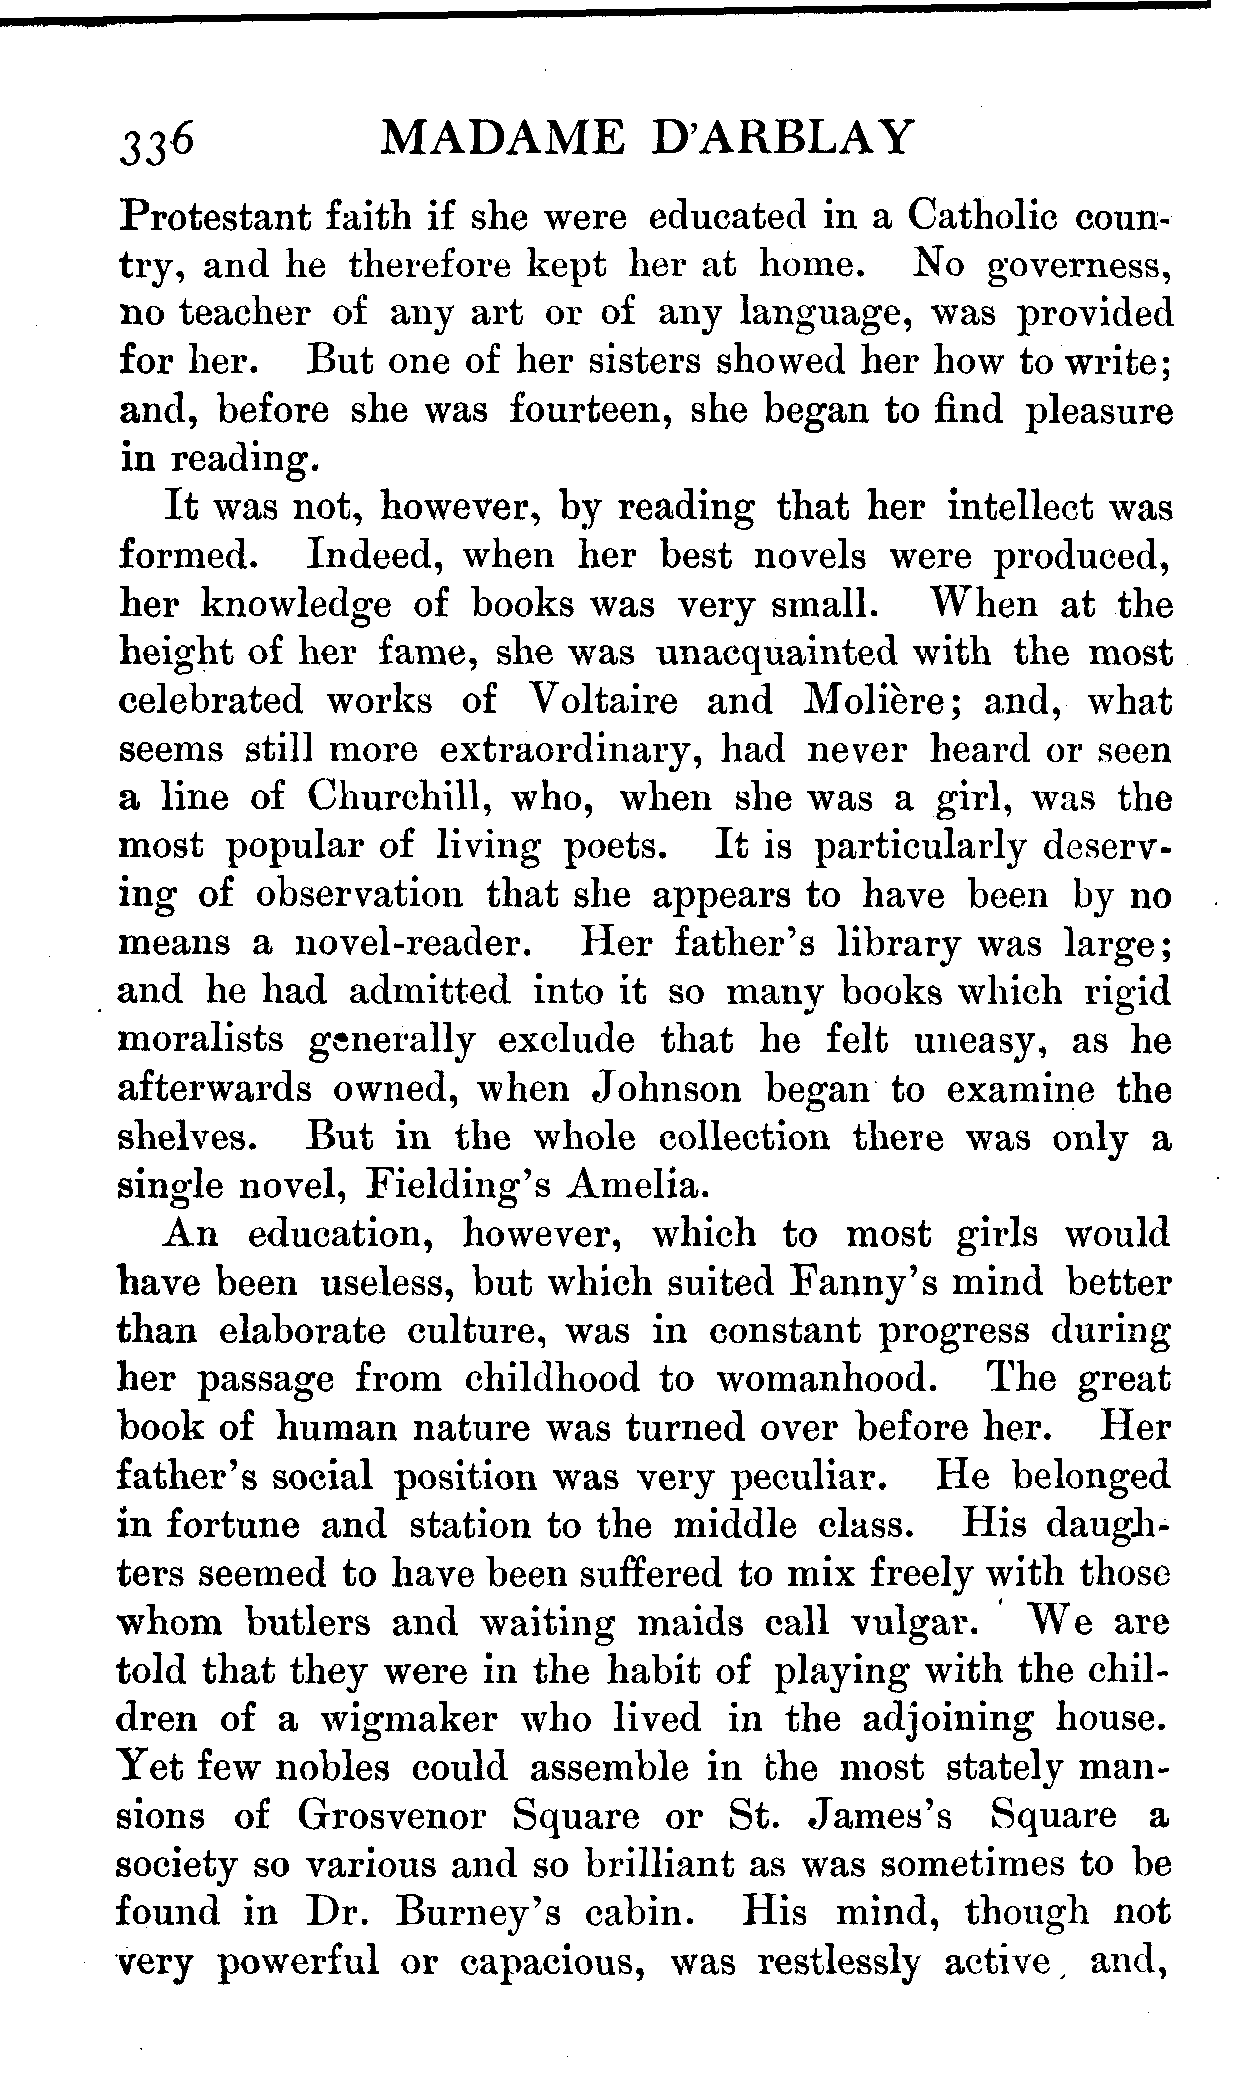 336 MADAME D'ARBLAY
Protestant faith if she were educated in a Catholic coun-
try, and he therefore kept her at home. No governess,
no teacher of any art or of any language, was provided
for her. But one of her sisters showed her how to write;
and, before she was fourteen, she began to find pleasure
in reading.
It was not, however, by reading that her intellect was
formed. Indeed, when her best novels were produced,
her knowledge of books was very small. When at the
height of her fame, she was unacquainted with the most
celebrated works of Voltaire and Molière; and, what
seems still more extraordinary, had never heard or seen
a line of Churchill, who, when she was a girl, was the
most popular of living poets. It is particularly deserv-
ing of observation that she appears to have been by no
means a novel-reader. Her father's library was large;
and he had admitted into it so many books which rigid
moralists generally exclude that he felt uneasy, as he
afterwards owned, when Johnson began to examine the
shelves. But in the whole collection there was only a
single novel, Fielding's Amelia.
An education, however, which to most girls would
have been useless, but which suited Fanny's mind better
than elaborate culture, was in constant progress during
her passage from childhood to womanhood. The great
book of human nature was turned over before her. Her
father's social position was very peculiar. He belonged
in fortune and station to the middle class. His daugh-
ters seemed to have been suffered to mix freely with those
whom butlers and waiting maids call vulgar. We are
told that they were in the habit of playing with the chil-
dren of a wigmaker who lived in the adjoining house.
Yet few nobles could assemble in the most stately man-
sions of Grosvenor Square or St. James's Square a
society so various and so brilliant as was sometimes to be
found in Dr. Burney's cabin. His mind, though not
very powerful or capacious, was restlessly active, and,